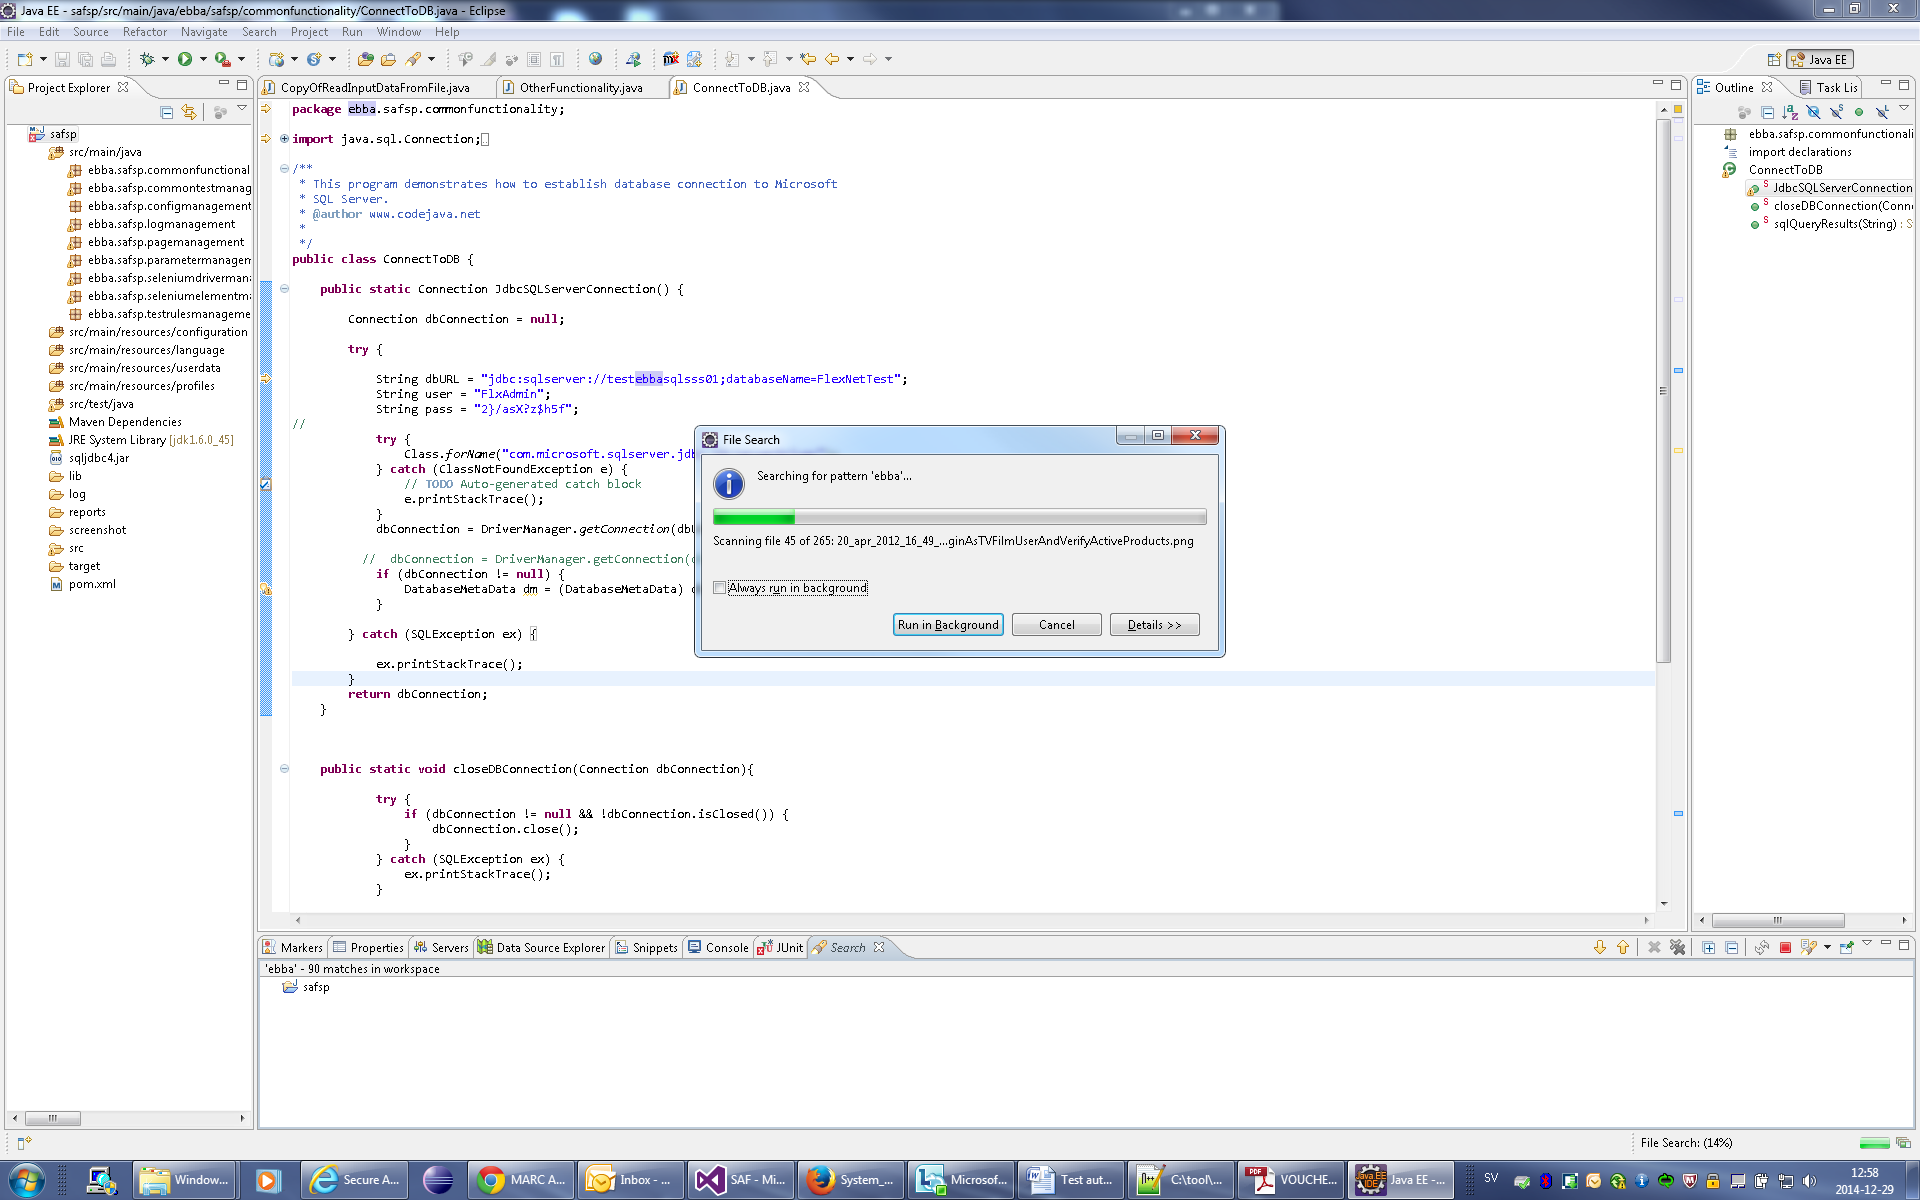 Java EE - safsp/src/main/java/ebba/safsp/commonfunctionality/ConnectToDB.java - Eclipse
File Edit Source Refactor Navigate Search Project Run Window Help
Java EE
Project Explorer
safsp
src/main/java
ebba.safsp.commonfunctional
ebba.safsp.commontestmanag
ebba.safsp.configmanagement
ebba.safsp.logmanagement
ebba.safsp.pagemanagement
ebba.safsp.parametermanagem
ebba.safsp.seleniumdriverman
ebba.safsp.seleniumelementm
ebba.safsp.testrulesmanageme
src/main/resources/configuration
src/main/resources/language
src/main/resources/userdata
src/main/resources/profiles
src/test/java
Maven Dependencies
JRE System Library [jdk1.6.0_45]
sqljdbc4.jar
lib
log
reports
screenshot
src
target
pom.xml
CopyOfReadInputDataFromFile.java OtherFunctionality.java ConnectToDB.java
package ebba.safsp.commonfunctionality;
import java.sql.Connection;
/**
* This program demonstrates how to establish database connection to Microsoft
* SQL Server.
* @author www.codejava.net
*
*/
public class ConnectToDB {
public static Connection JdbcSQLServerConnection() {
Connection dbConnection = null;
try {
String dbURL = "jdbc:sqlserver://testebbasqlsss01;databaseName=FlexNetTest";
String user = "FlxAdmin";
String pass = "2}/asX?z$h5f";
//
try {
Class.forName("com.microsoft.sqlserver.jdb
} catch (ClassNotFoundException e) {
// TODO Auto-generated catch block
e.printStackTrace();
}
dbConnection = DriverManager.getConnection(dbU
// dbConnection = DriverManager.getConnection(
if (dbConnection != null) {
DatabaseMetaData dm = (DatabaseMetaData)
}
} catch (SQLException ex) {
ex.printStackTrace();
}
return dbConnection;
}
public static void closeDBConnection(Connection dbConnection){
try {
if (dbConnection != null && !dbConnection.isClosed()) {
dbConnection.close();
}
} catch (SQLException ex) {
ex.printStackTrace();
}
File Search
Searching for pattern 'ebba'...
Scanning file 45 of 265: 20_apr_2012_16_49_...ginAsTVFilmUserAndVerifyActiveProducts.png
Always run in background
Run in Background Cancel Details >>
Outline Task Lis
ebba.safsp.commonfunctionali
import declarations
ConnectToDB
JdbcSQLServerConnection
closeDBConnection(Conn
sqlQueryResults(String) : S
Markers Properties Servers Data Source Explorer Snippets Console JUnit Search
'ebba' - 90 matches in workspace
safsp
File Search: (14%)
Window... Secure A... MARC A... Inbox - ... SAF - Mi... System_... Microsof... Test aut... C:\tool\... VOUCHE... Java EE -...
SV
12:58
2014-12-29